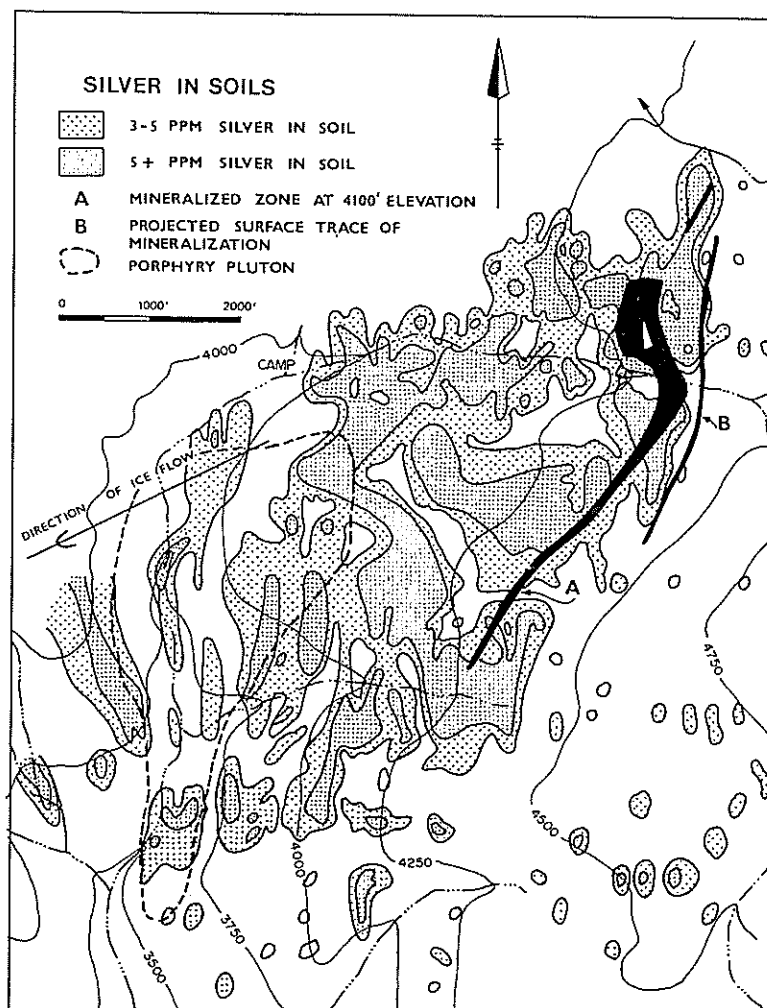 SILVER IN SOILS
3-5 PPM SILVER IN SOIL
5+ PPM SILVER IN SOIL
A MINERALIZED ZONE AT 4100' ELEVATION
B PROJECTED SURFACE TRACE OF
MINERALIZATION
PORPHYRY PLUTON
0 1000' 2000'
4000
CAMP
B
DIRECTION OF ICE FLOW
A
4750
4500
4000
4250
3750
3500